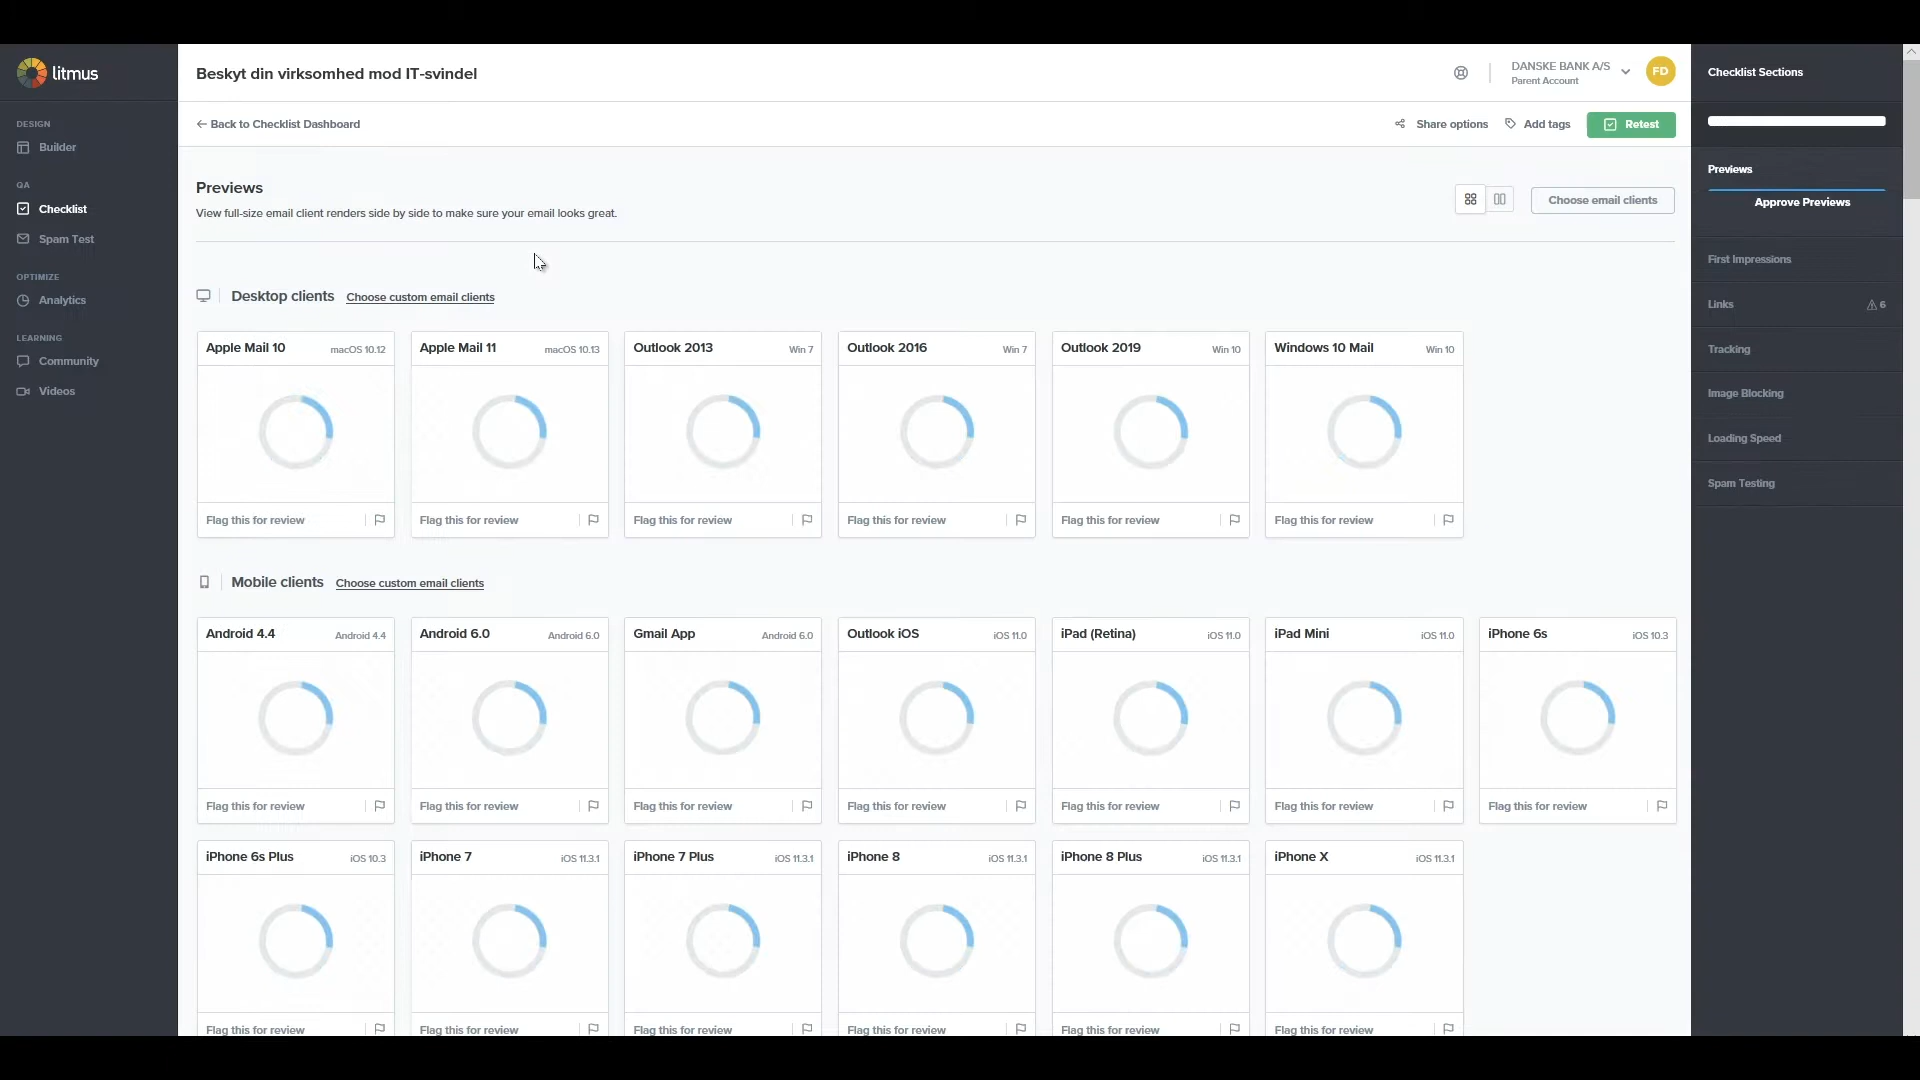 litmus
Beskyt din virksomhed mod IT-svindel
DANSKE BANK A/S
Parent Account
FD
Checklist Sections
DESIGN
Builder
QA
Checklist
Spam Test
OPTIMIZE
Analytics
LEARNING
Community
Videos
Back to Checklist Dashboard
Share options
Add tags
Retest
Previews
View full-size email client renders side by side to make sure your email looks great.
Choose email clients
Desktop clients Choose custom email clients
Apple Mail 10 macOS 10.12
Apple Mail 11 macOS 10.13
Outlook 2013 Win 7
Outlook 2016 Win 7
Outlook 2019 Win 10
Windows 10 Mail Win 10
Flag this for review
Flag this for review
Flag this for review
Flag this for review
Flag this for review
Flag this for review
Mobile clients Choose custom email clients
Android 4.4 Android 4.4
Android 6.0 Android 6.0
Gmail App Android 6.0
Outlook iOS iOS 11.0
iPad (Retina) iOS 11.0
iPad Mini iOS 11.0
iPhone 6s iOS 10.3
Flag this for review
Flag this for review
Flag this for review
Flag this for review
Flag this for review
Flag this for review
Flag this for review
iPhone 6s Plus iOS 10.3
iPhone 7 iOS 11.3.1
iPhone 7 Plus iOS 11.3.1
iPhone 8 iOS 11.3.1
iPhone 8 Plus iOS 11.3.1
iPhone X iOS 11.3.1
Flag this for review
Flag this for review
Flag this for review
Flag this for review
Flag this for review
Flag this for review
Previews
Approve Previews
First Impressions
Links 6
Tracking
Image Blocking
Loading Speed
Spam Testing